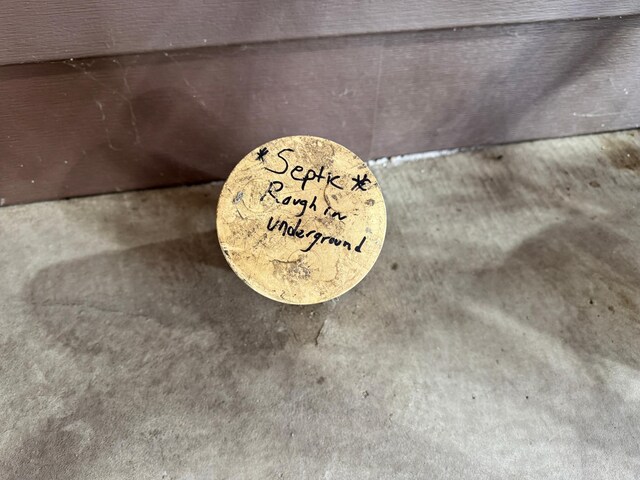 *Septic*
Rough in
underground